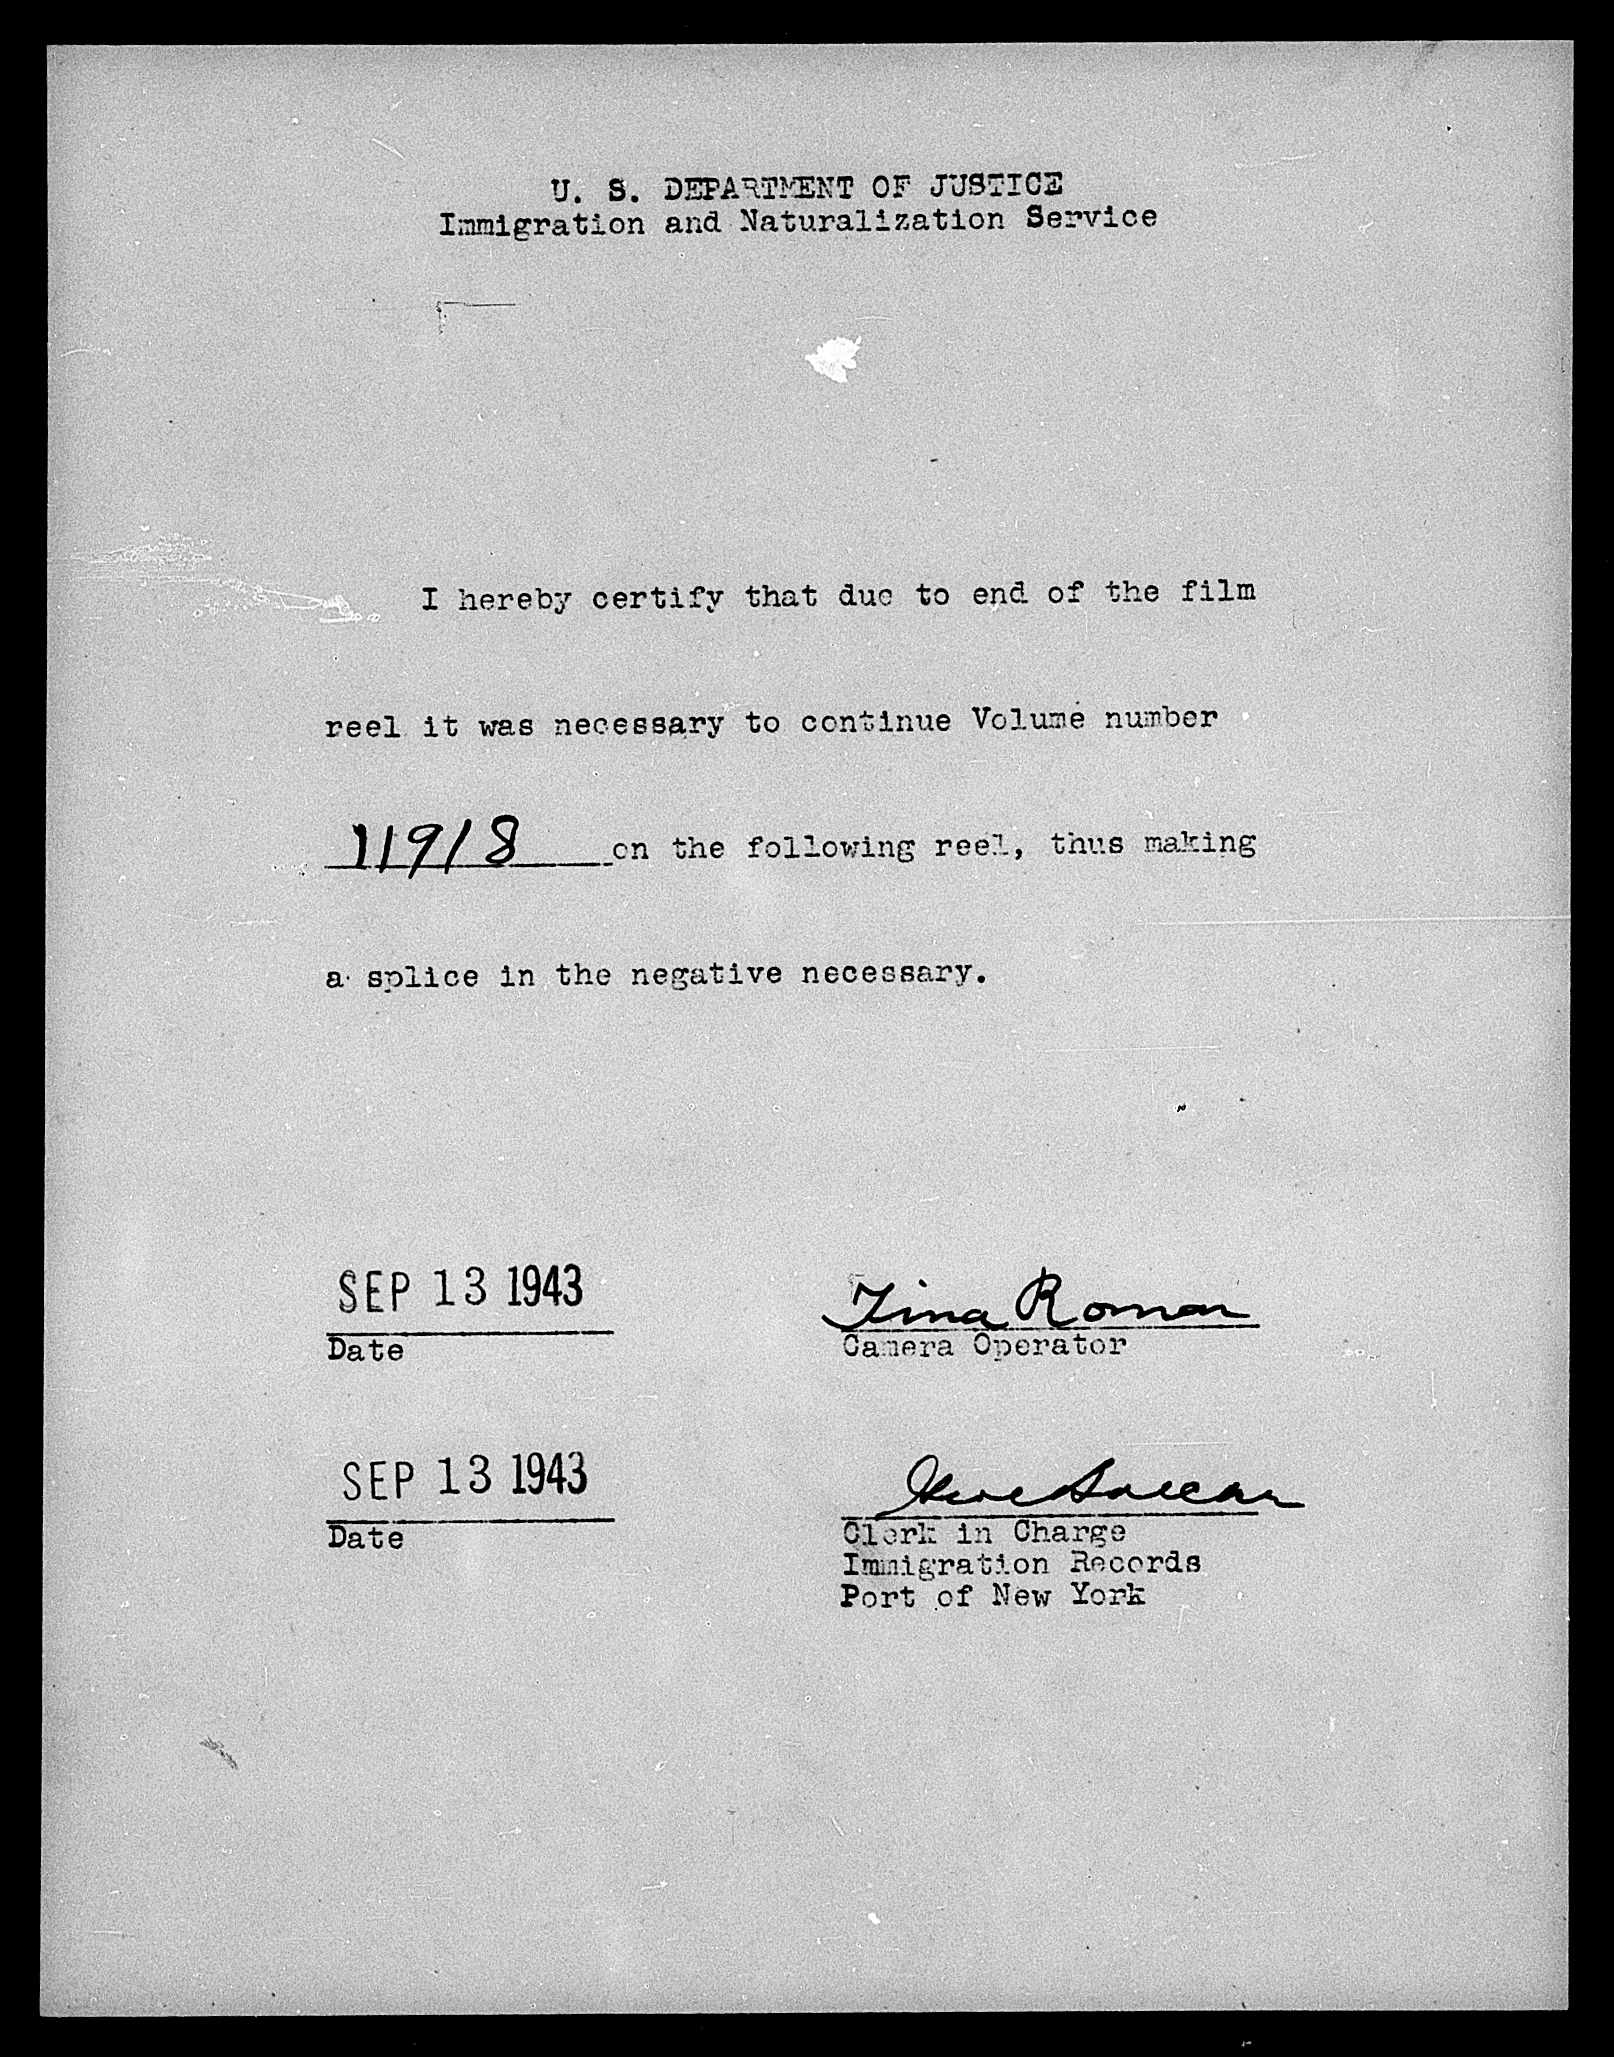 U. S. DEPARTMENT OF JUSTICE
Immigration and Naturalization Service
I hereby certify that due to end of the film
reel it was necessary to continue Volume number
11918 on the following reel, thus making
a splice in the negative necessary.
SEP 13 1943
Tina Roman
Date
Camera Operator
SEP 13 1943
Date
Clerk in Charge
Immigration Records
Port of New York